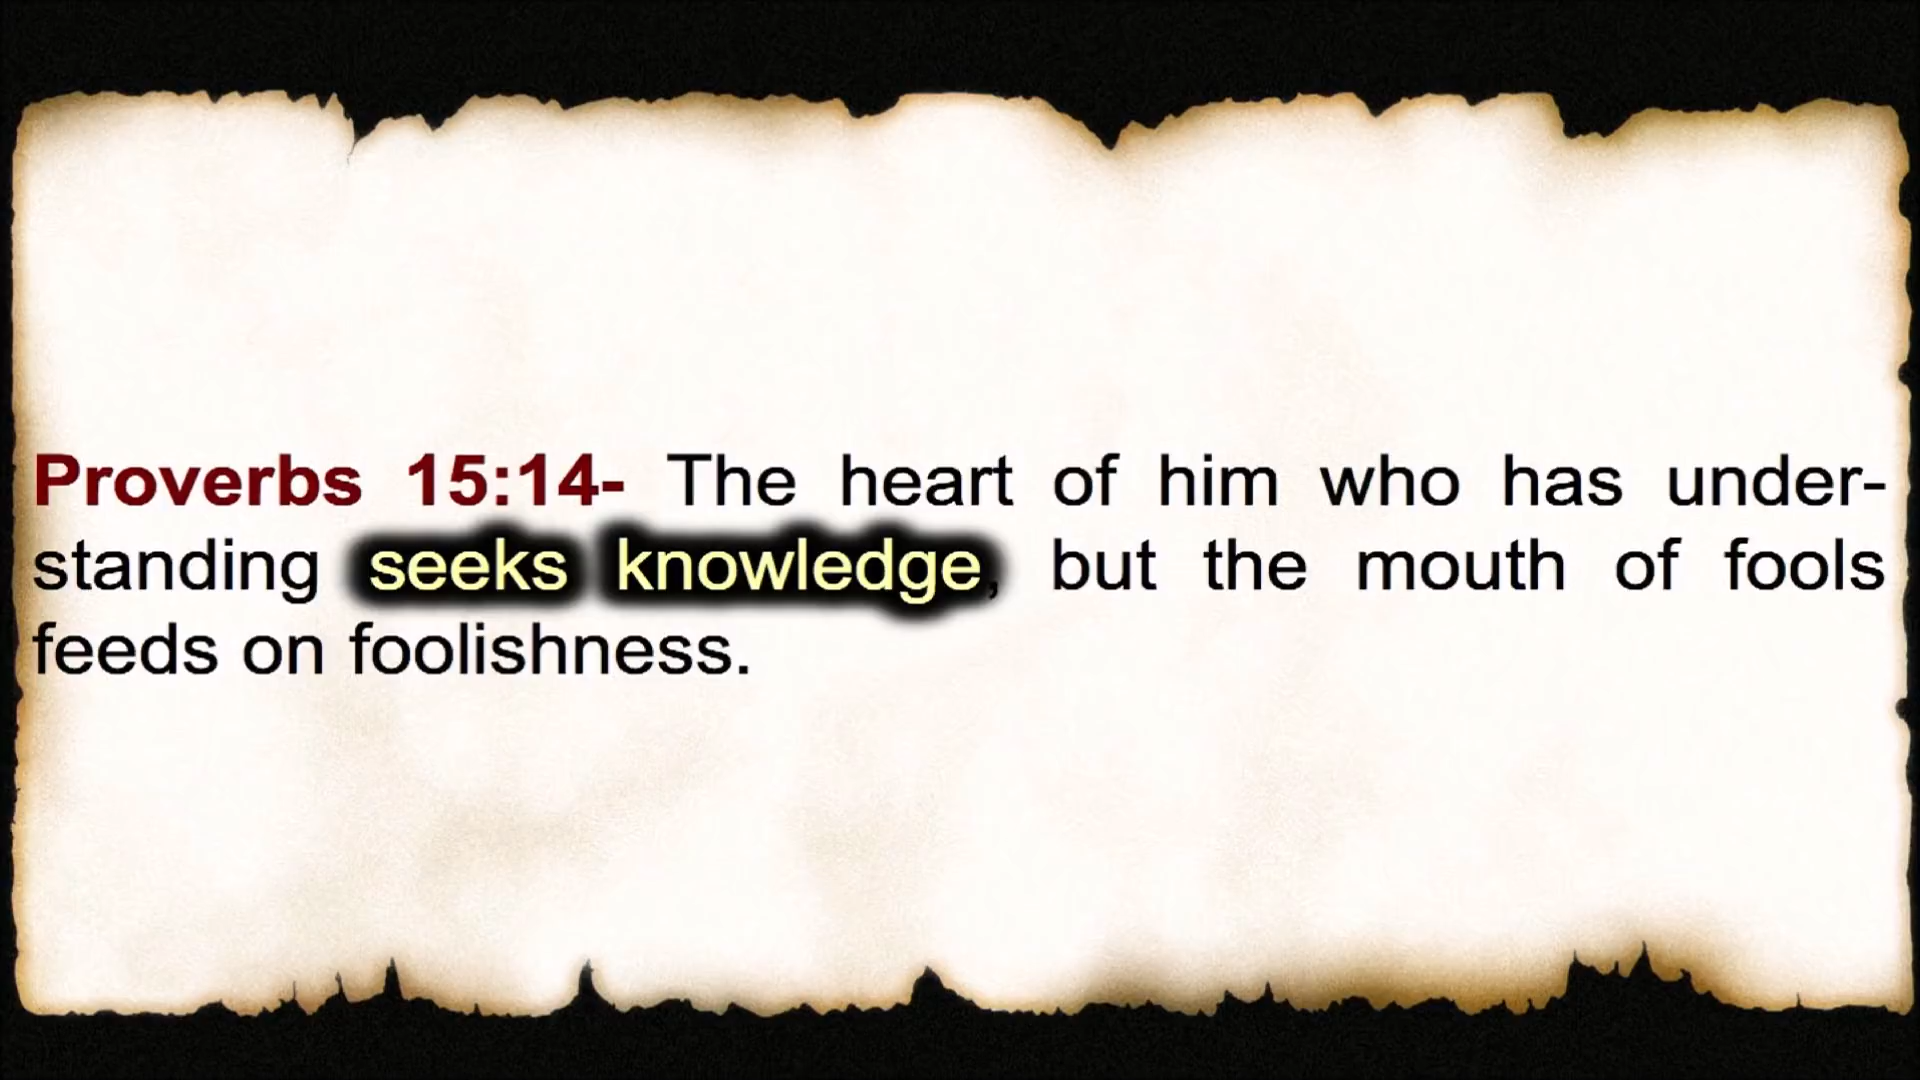 Proverbs 15:14- The heart of him who has under-
standing seeks knowledge, but the mouth of fools
feeds on foolishness.